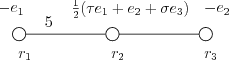 −e₁ ½(τe₁ + e₂ + σe₃) −e₂
5
r₁ r₂ r₃